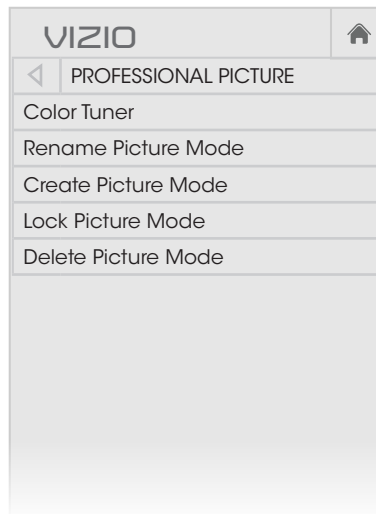 VIZIO
PROFESSIONAL PICTURE
Color Tuner
Rename Picture Mode
Create Picture Mode
Lock Picture Mode
Delete Picture Mode